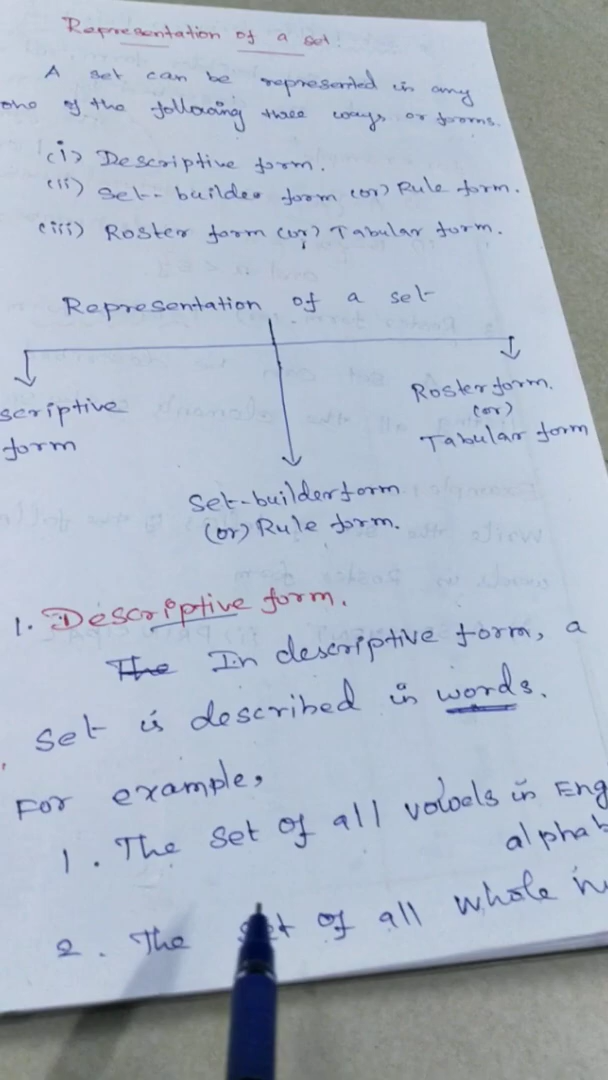 Representation of a set.
A set can be represented in any
one of the following three ways or forms.
(i) Descriptive form.
(ii) Set-builder form (or) Rule form.
(iii) Roster form (or) Tabular form.
Representation of a set
scriptive
form
Set-builder form
(or) Rule form.
Roster form.
(or)
Tabular form
1. Descriptive form.
The In descriptive form, a
set is described in words.
For example,
1. The set of all vowels in Eng
alphab
2. The set of all whole